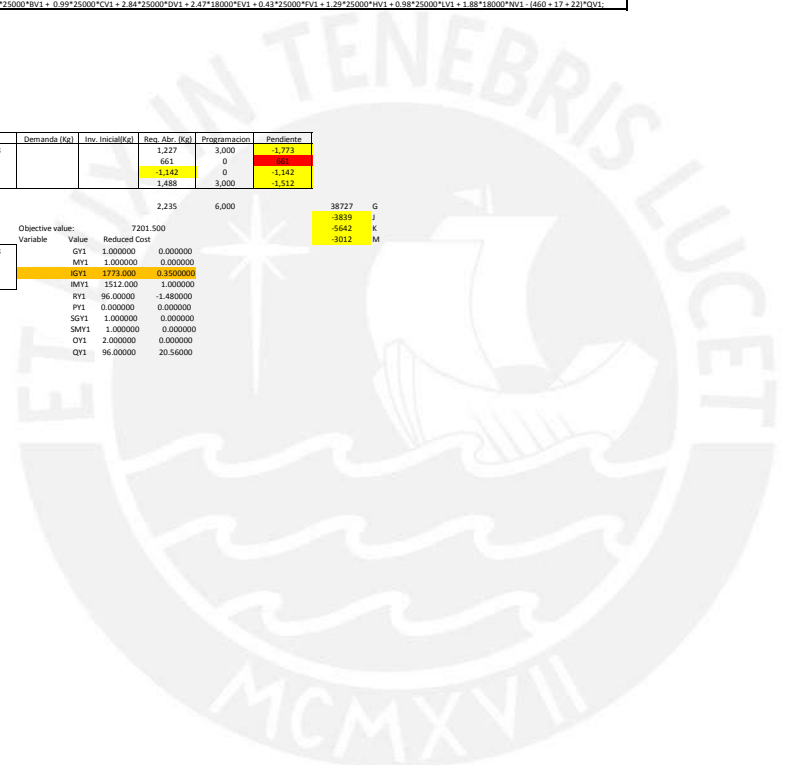 *25000*BV1 + 0.99*25000*CV1 + 2.84*25000*DV1 + 2.47*18000*EV1 + 0.43*25000*FV1 + 1.29*25000*HV1 + 0.98*25000*LV1 + 1.88*18000*NV1 - (460 + 17 + 22)*QV1;
Demanda (Kg) Inv. Inicial(Kg) Req. Abr. (Kg) Programacion Pendiente
1,227 3,000 -1,773
661 0 661
-1,142 0 -1,142
1,488 3,000 -1,512
2,235 6,000 38727 G
-3839 J
Objective value: 7201.500 -5642 K
Variable Value Reduced Cost -3012 M
GY1 1.000000 0.000000
MY1 1.000000 0.000000
IGY1 1773.000 0.3500000
IMY1 1512.000 1.000000
RY1 96.00000 -1.480000
PY1 0.000000 0.000000
SGY1 1.000000 0.000000
SMY1 1.000000 0.000000
OY1 2.000000 0.000000
QY1 96.00000 20.56000
ET LVX IN TENEBRIS LUCET
MCMXVII